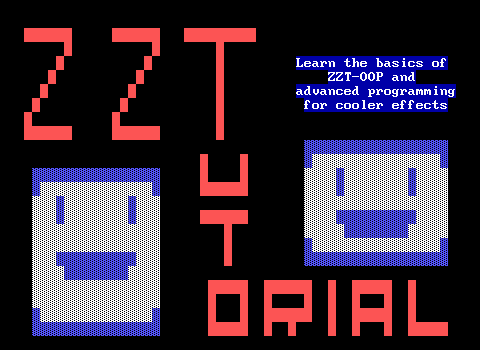 ZZT
UT
ORIAL
Learn the basics of
ZZT-OOP and
advanced programming
for cooler effects